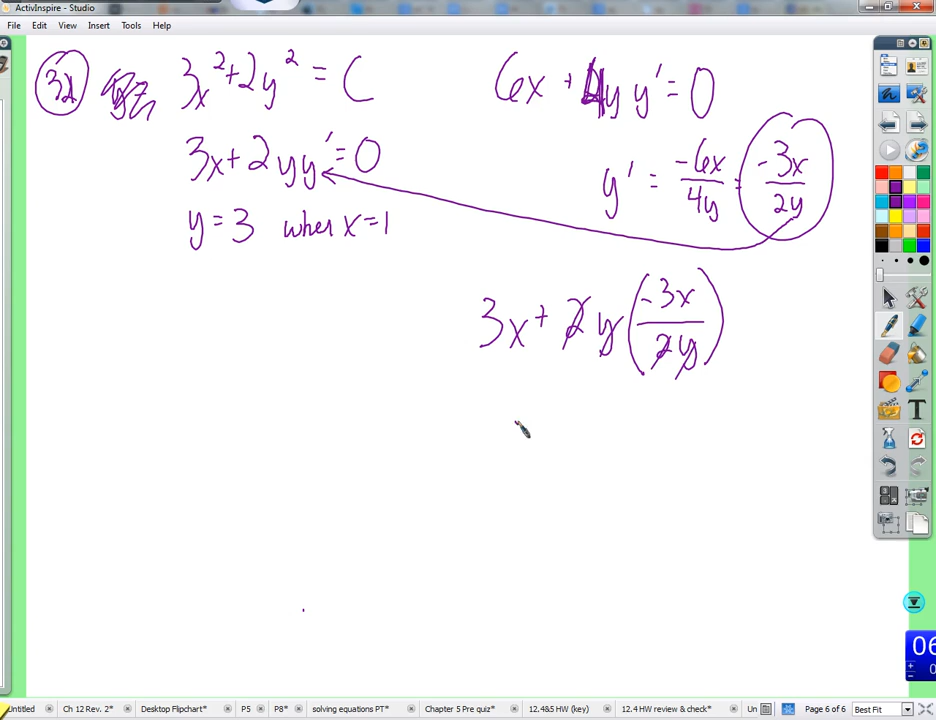 ActivInspire - Studio
File Edit View Insert Tools Help
32 3x² + 2y² = C
6x + 4yy' = 0
3x + 2yy' = 0
y' = -6x/4y = -3x/2y
y = 3 when x = 1
3x + 2y(-3x/2y)
06
Untitled Ch 12 Rev. 2* Desktop Flipchart* P5 P8* solving equations PT* Chapter 5 Pre quiz* 12.4&5 HW (key) 12.4 HW review & check* Un Page 6 of 6 Best Fit